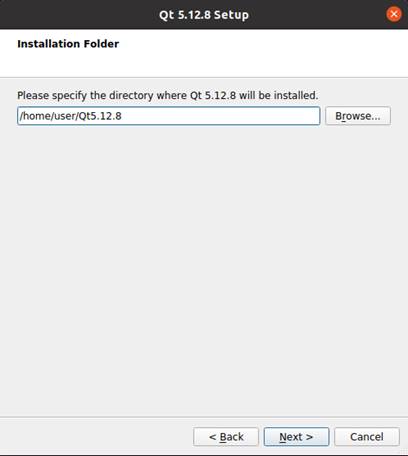 Qt 5.12.8 Setup
Installation Folder
Please specify the directory where Qt 5.12.8 will be installed.
/home/user/Qt5.12.8
Browse...
< Back
Next >
Cancel